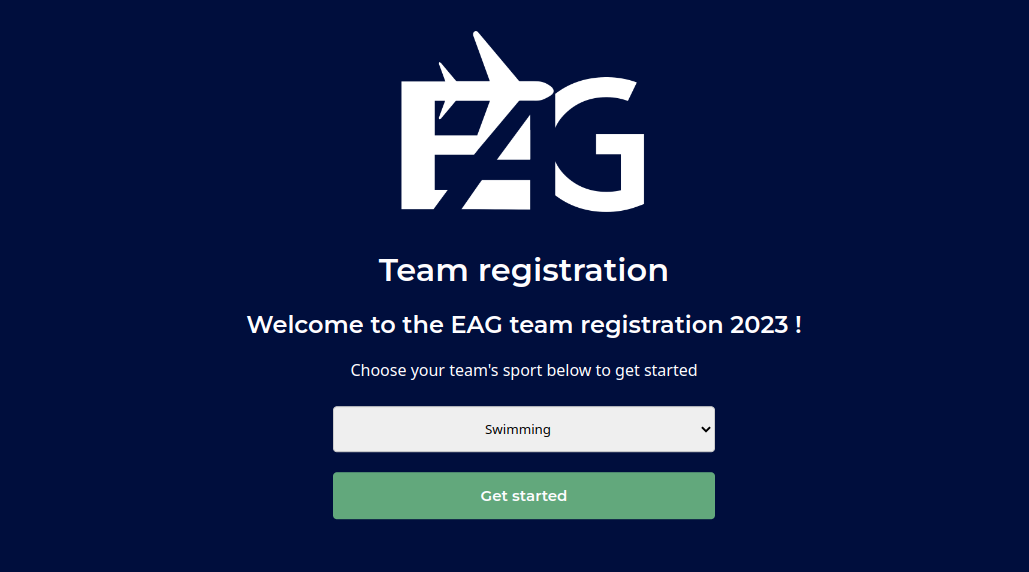 EAG
Team registration
Welcome to the EAG team registration 2023 !
Choose your team's sport below to get started
Swimming
Get started